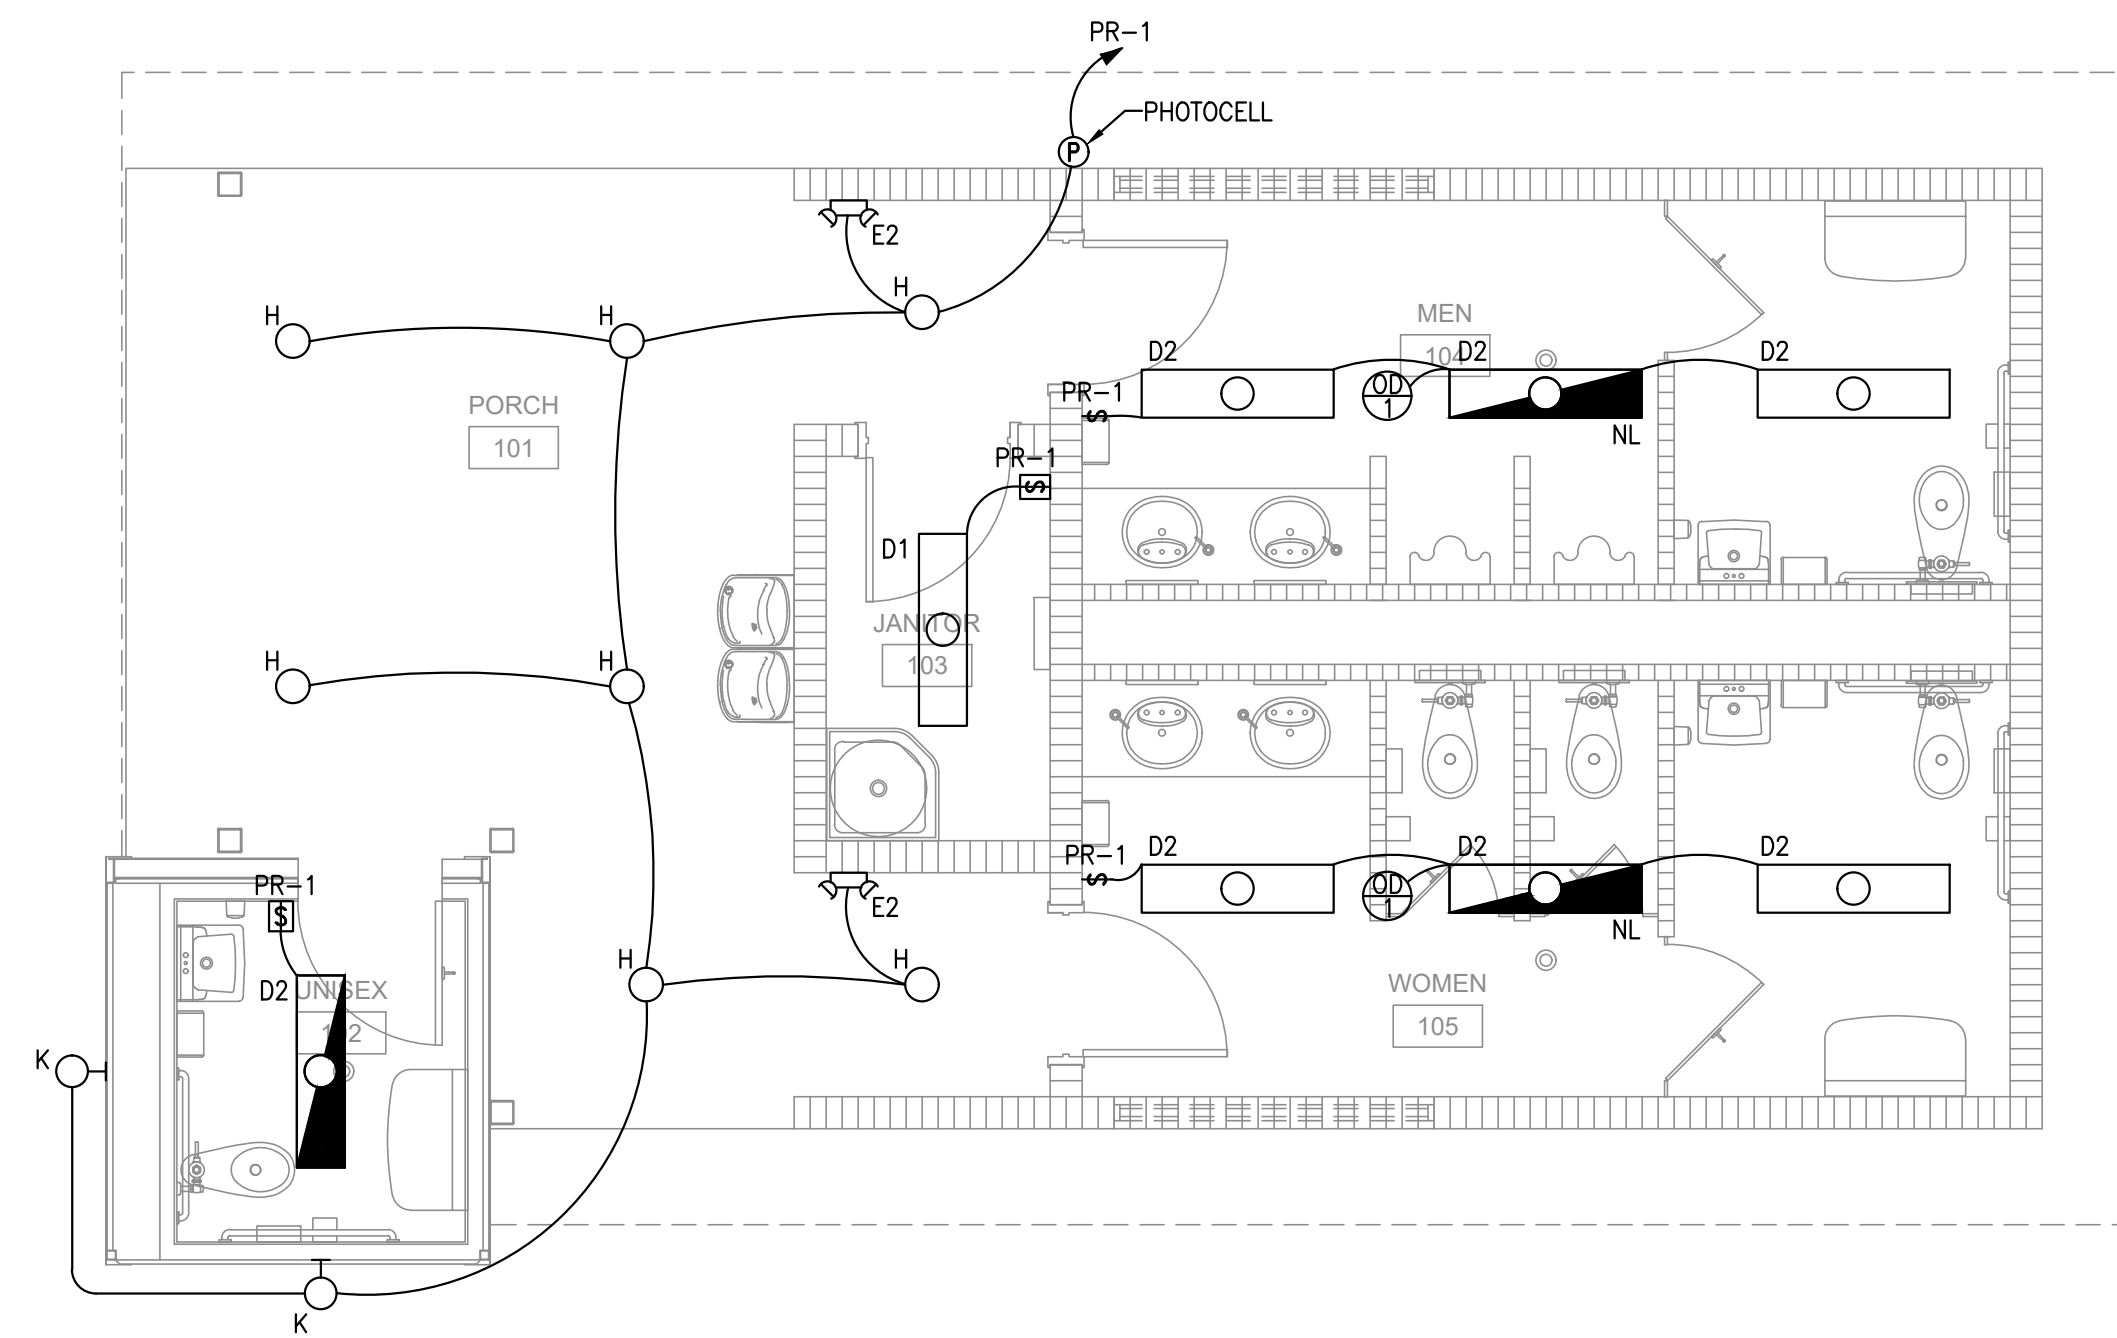 PR-1
PHOTOCELL
P
E2
H
H
H
MEN
104
D2
D2
D2
PORCH
101
PR-1
S
OD
1
NL
PR-1
S
D1
JANITOR
103
H
H
PR-1
S
D2
D2
D2
OD
1
NL
PR-1
S
E2
H
H
D2
UNISEX
102
WOMEN
105
K
K